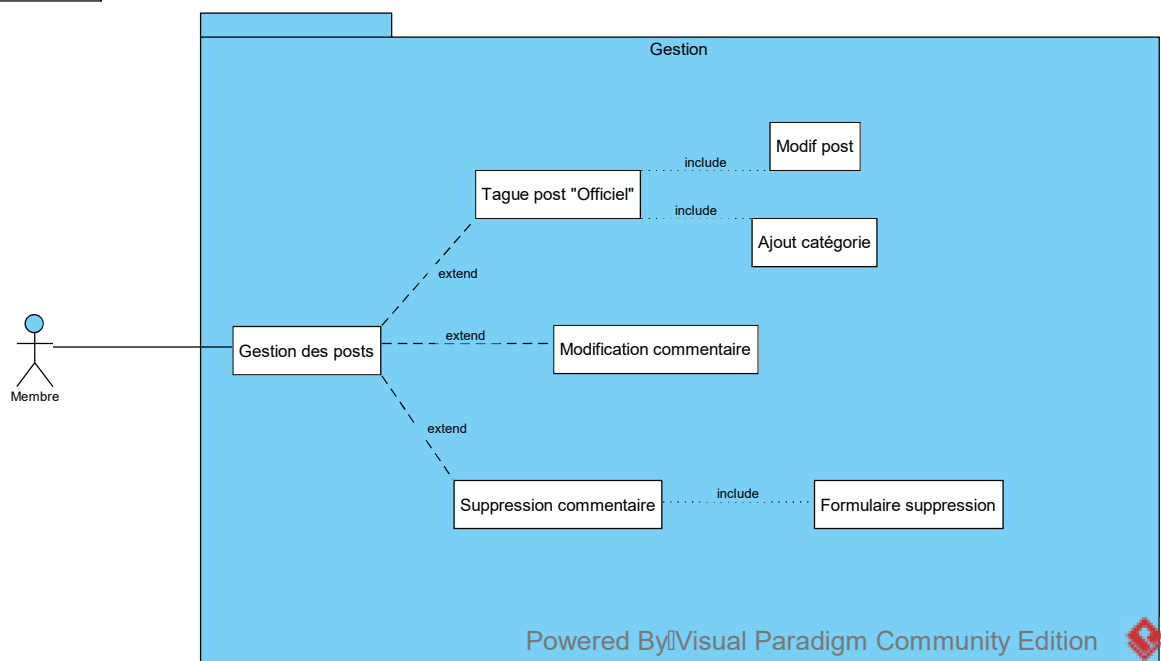 Gestion
Modif post
include
Tague post "Officiel"
include
Ajout catégorie
extend
extend
Gestion des posts
Modification commentaire
Membre
extend
Suppression commentaire
include
Formulaire suppression
Powered By Visual Paradigm Community Edition